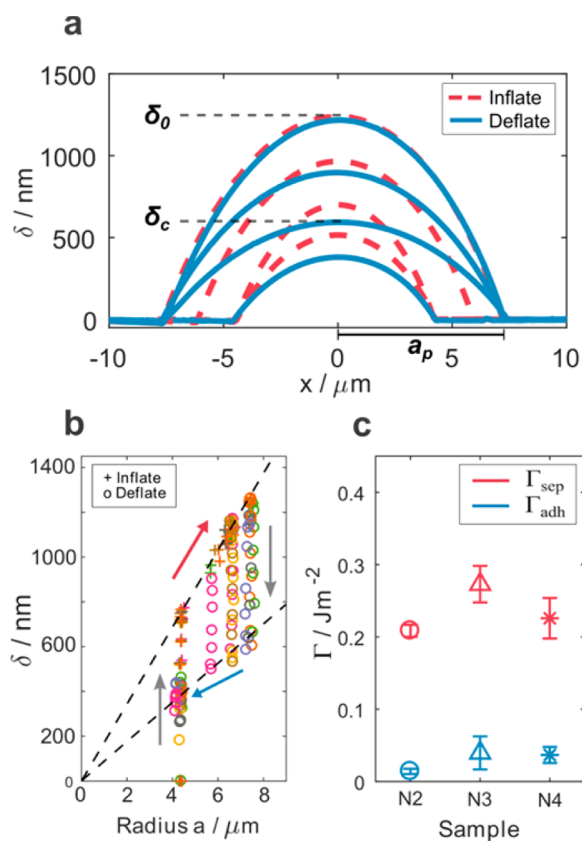 a
1500
1000
500
0
δ / nm
δ0
δc
Inflate
Deflate
ap
-10 -5 0 5 10
x / μm
b
1400
1000
600
200
0
δ / nm
+ Inflate
o Deflate
0 2 4 6 8
Radius a / μm
c
0.4
0.3
0.2
0.1
0
Γ / Jm-2
Γsep
Γadh
N2 N3 N4
Sample